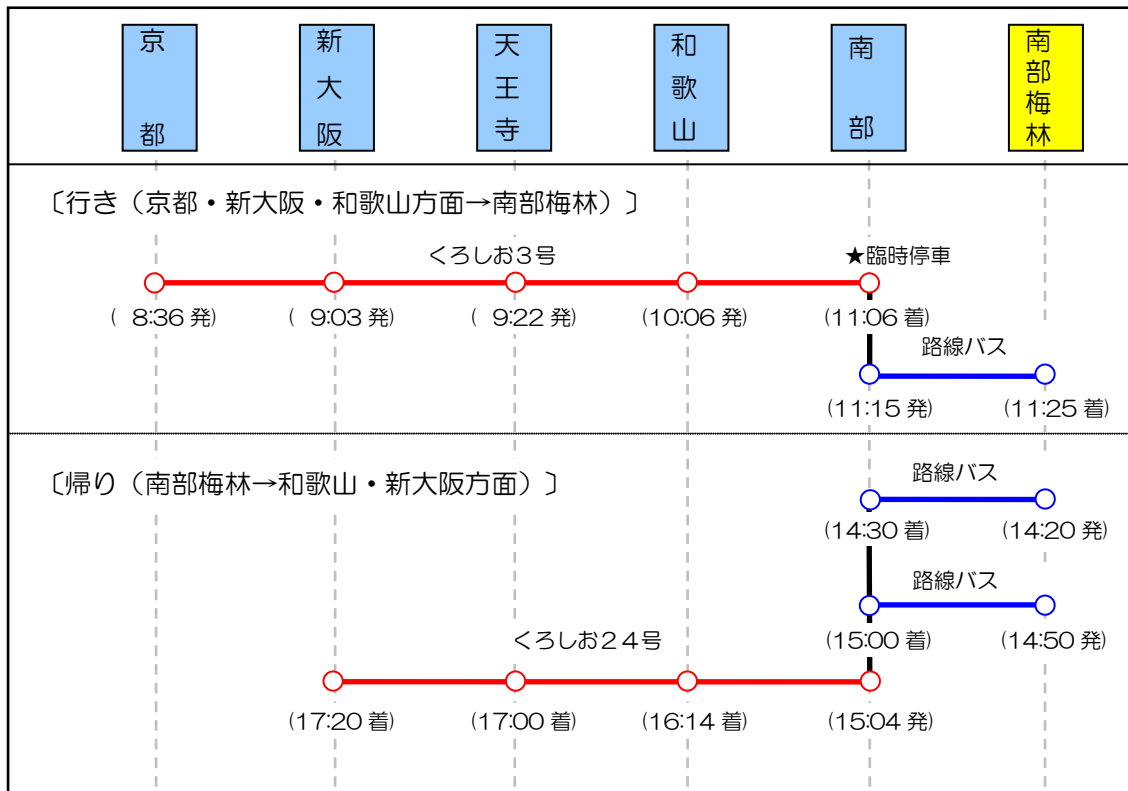 京都
新大阪
天王寺
和歌山
南部
南部梅林
〔行き（京都・新大阪・和歌山方面→南部梅林）〕
くろしお３号
★臨時停車
( 8:36 発)
( 9:03 発)
( 9:22 発)
(10:06 発)
(11:06 着)
路線バス
(11:15 発)
(11:25 着)
〔帰り（南部梅林→和歌山・新大阪方面）〕
路線バス
(14:30 着)
(14:20 発)
路線バス
(15:00 着)
(14:50 発)
くろしお２４号
(17:20 着)
(17:00 着)
(16:14 着)
(15:04 発)